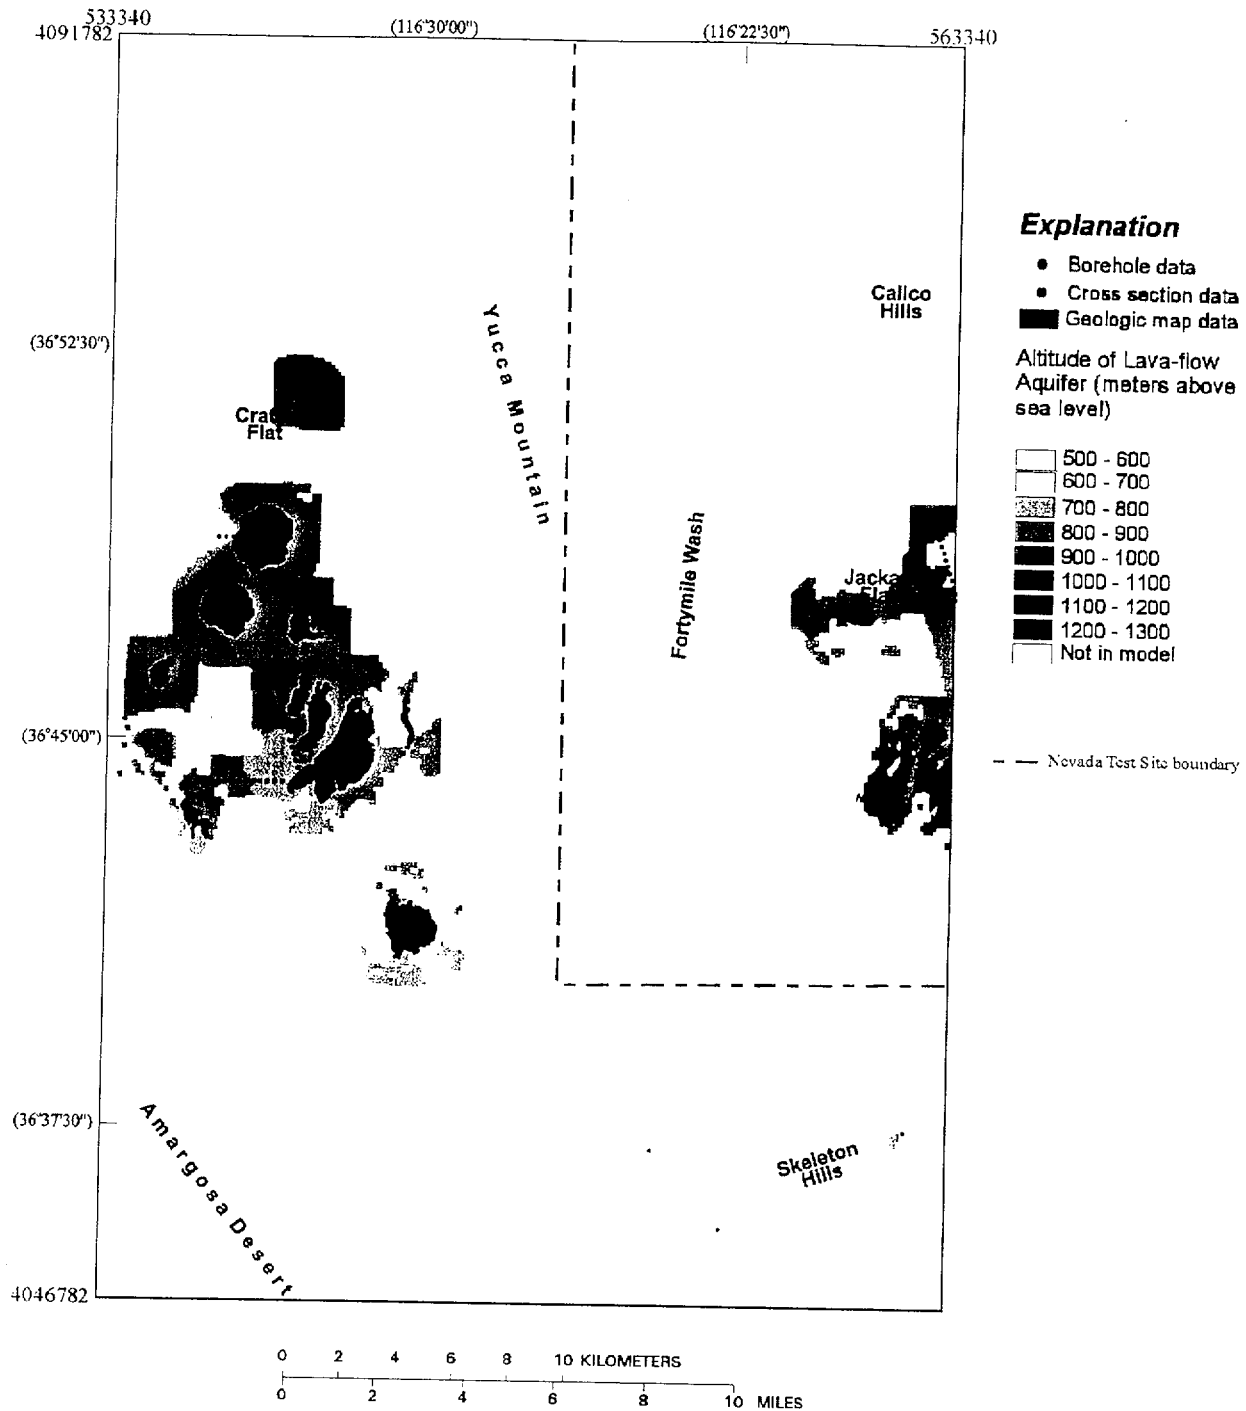 533340
4091782
(116°30'00")
(116°22'30")
563340
Explanation
Borehole data
Cross section data
Geologic map data
Altitude of Lava-flow
Aquifer (meters above
sea level)
500 - 600
600 - 700
700 - 800
800 - 900
900 - 1000
1000 - 1100
1100 - 1200
1200 - 1300
Not in model
Nevada Test Site boundary
Calico
Hills
(36°52'30")
Yucca Mountain
Flat
Fortymile Wash
(36°45'00")
(36°37'30")
Amargosa Desert
Skeleton
Hills
4046782
0 2 4 6 8 10 KILOMETERS
0 2 4 6 8 10 MILES